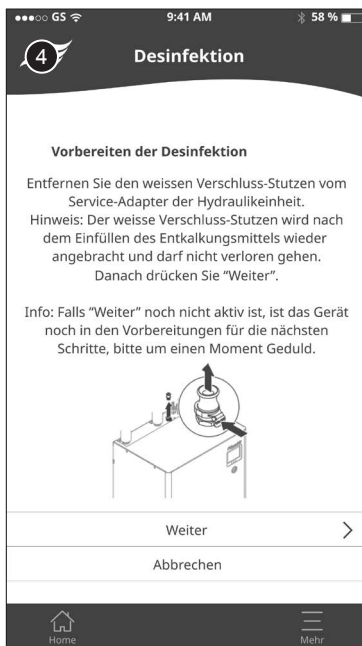 GS 9:41 AM 58 %
4
Desinfektion
Vorbereiten der Desinfektion
Entfernen Sie den weissen Verschluss-Stutzen vom
Service-Adapter der Hydraulikeinheit.
Hinweis: Der weisse Verschluss-Stutzen wird nach
dem Einfüllen des Entkalkungsmittels wieder
angebracht und darf nicht verloren gehen.
Danach drücken Sie “Weiter”.
Info: Falls “Weiter” noch nicht aktiv ist, ist das Gerät
noch in den Vorbereitungen für die nächsten
Schritte, bitte um einen Moment Geduld.
Weiter
Abbrechen
Home Mehr